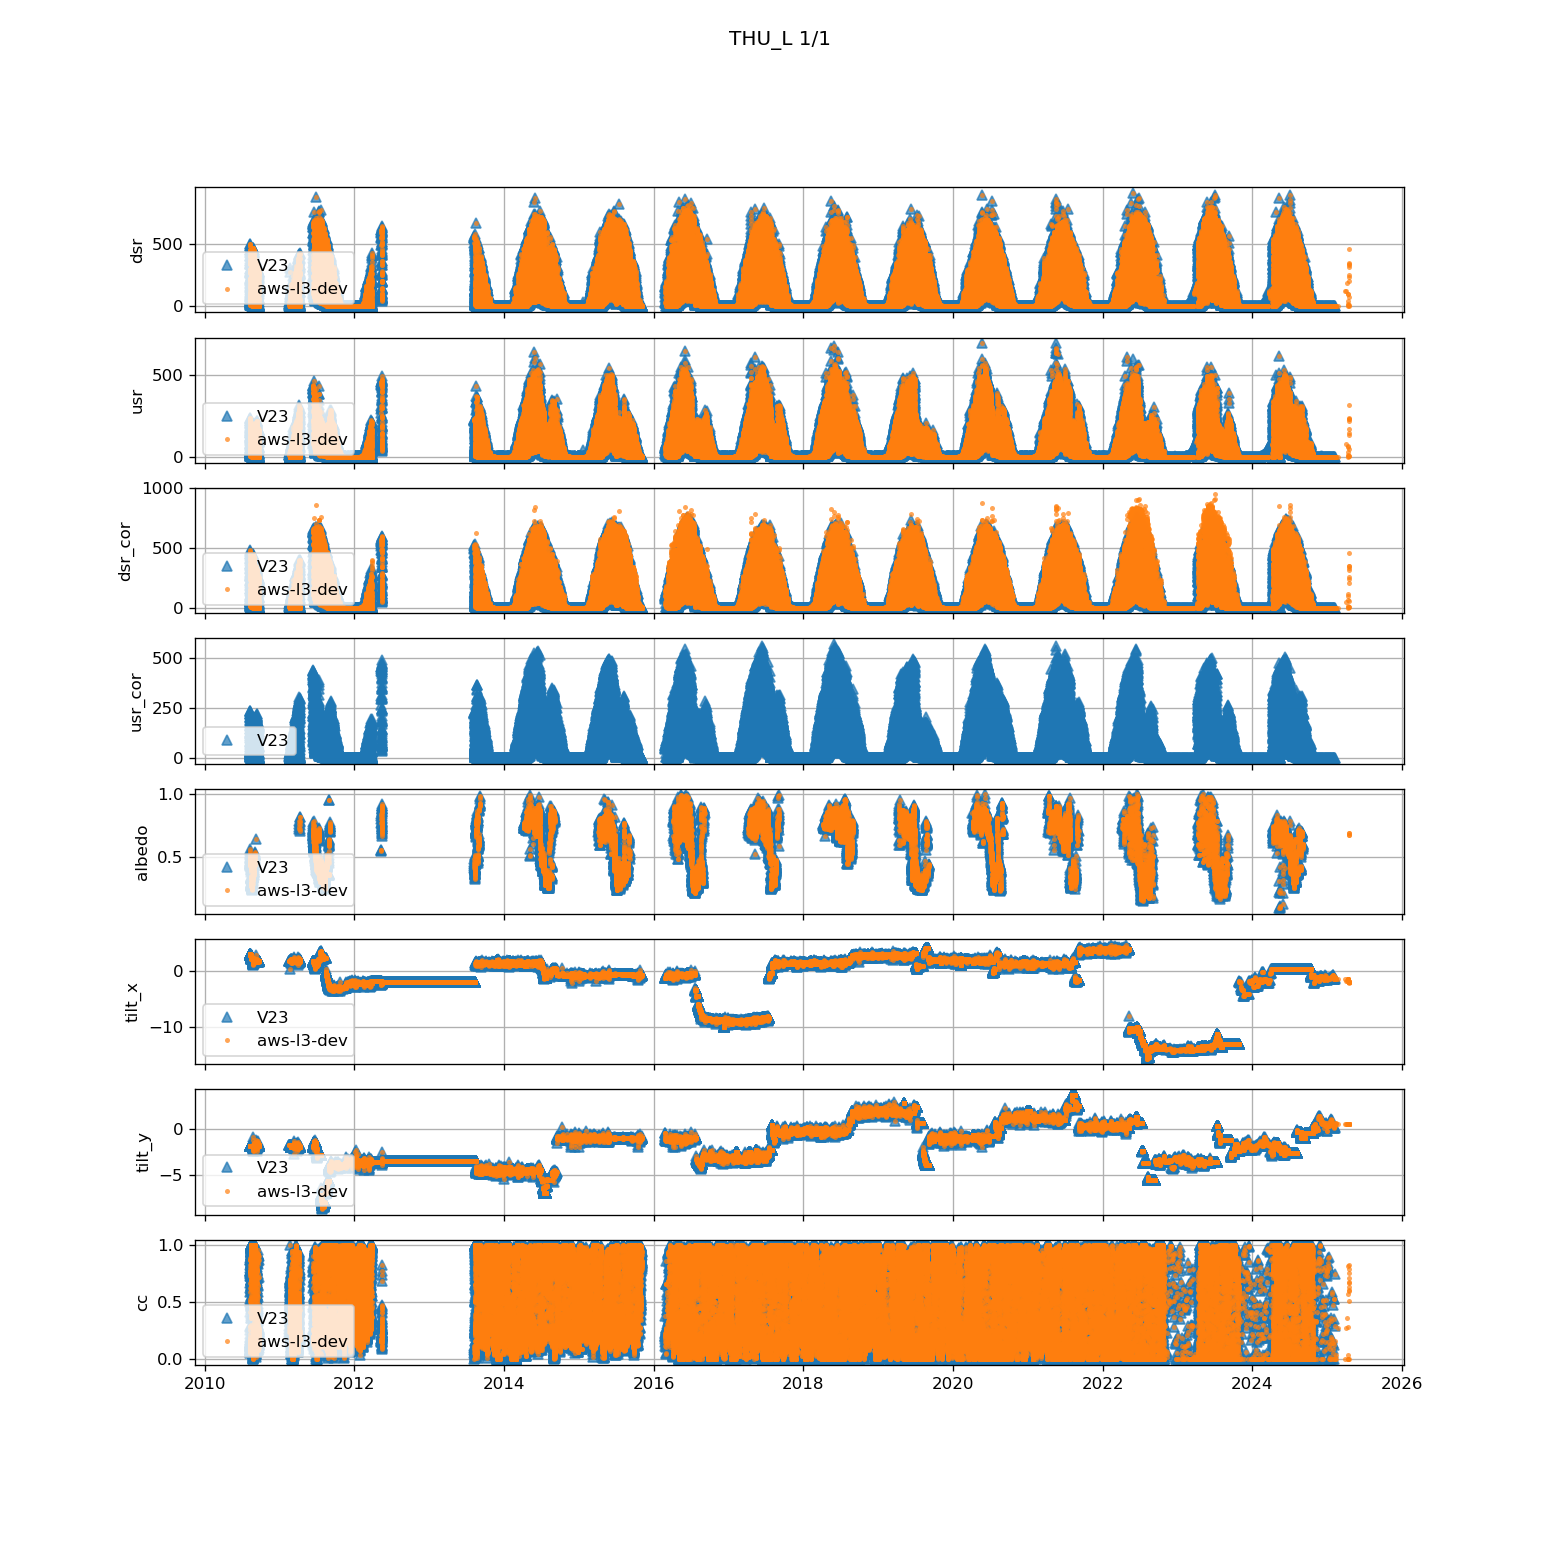 THU_L 1/1
dsr
500
0
V23
aws-l3-dev
usr
500
0
V23
aws-l3-dev
dsr_cor
1000
500
0
V23
aws-l3-dev
usr_cor
500
250
0
V23
albedo
1.0
0.5
V23
aws-l3-dev
tilt_x
0
−10
V23
aws-l3-dev
tilt_y
0
−5
V23
aws-l3-dev
cc
1.0
0.5
0.0
V23
aws-l3-dev
2010 2012 2014 2016 2018 2020 2022 2024 2026